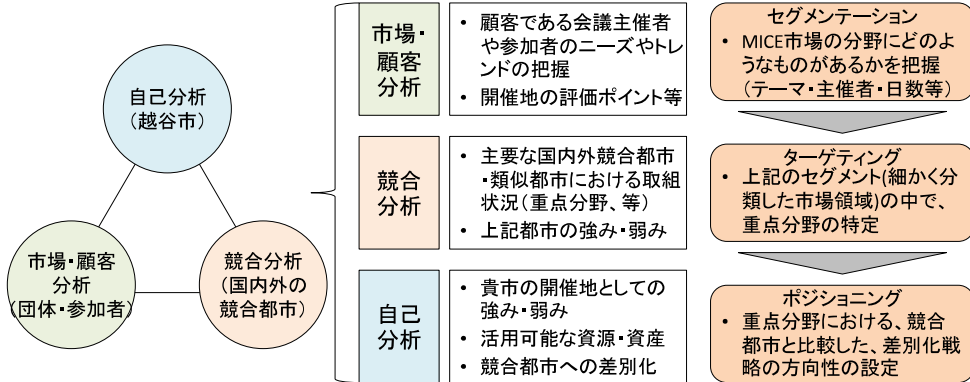 自己分析
（越谷市）
市場・顧客
分析
（団体・参加者）
競合分析
（国内外の
競合都市）
市場・
顧客
分析
• 顧客である会議主催者
や参加者のニーズやトレ
ンドの把握
• 開催地の評価ポイント等
競合
分析
• 主要な国内外競合都市
・類似都市における取組
状況（重点分野、等）
• 上記都市の強み・弱み
自己
分析
• 貴市の開催地としての
強み・弱み
• 活用可能な資源・資産
• 競合都市への差別化
セグメンテーション
• MICE市場の分野にどの
ようなものがあるかを把握
（テーマ・主催者・日数等）
ターゲティング
• 上記のセグメント(細かく分
類した市場領域)の中で、
重点分野の特定
ポジショニング
• 重点分野における、競合
都市と比較した、差別化戦
略の方向性の設定